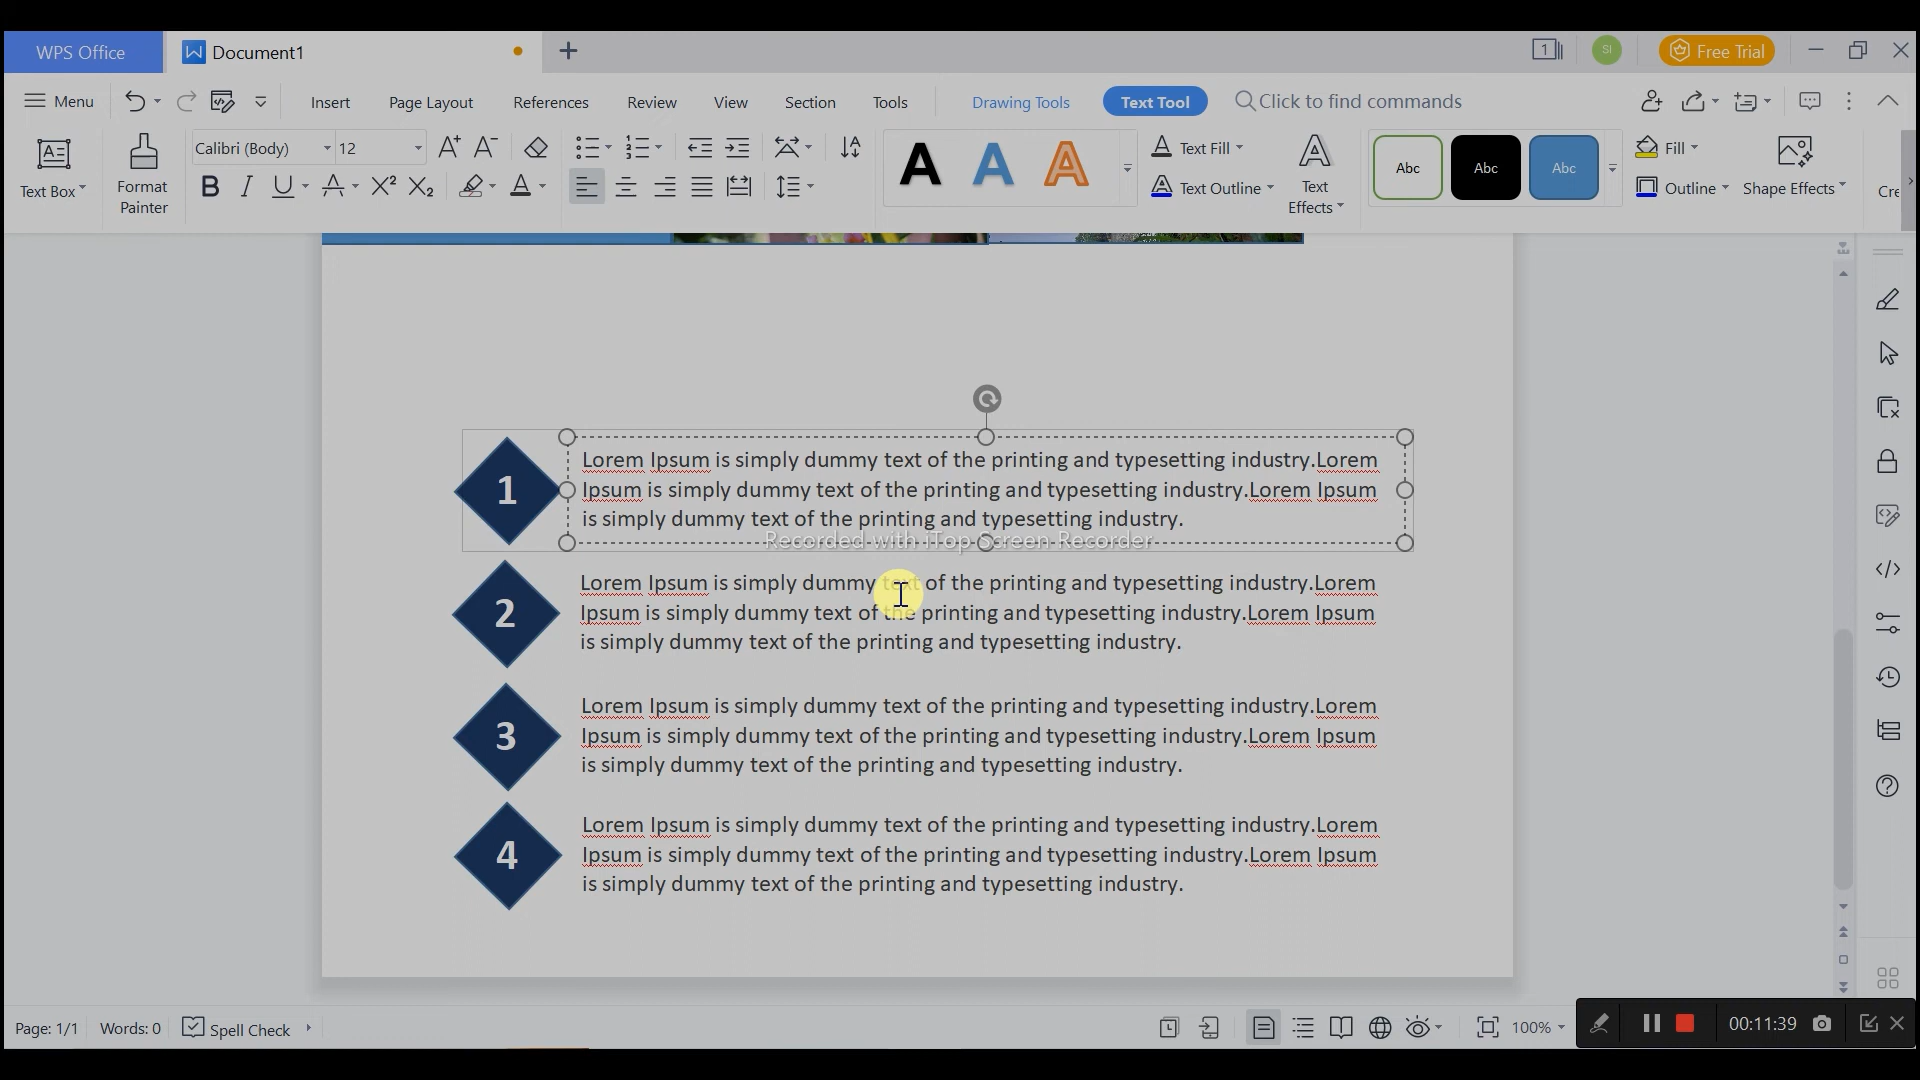 WPS Office
Document1
1
SI
Free Trial
Menu
Insert
Page Layout
References
Review
View
Section
Tools
Drawing Tools
Text Tool
Click to find commands
Text Box
Format
Painter
Calibri (Body)
12
A+
A-
B I U A X2 X2 A
A A A
Text Fill
Text Outline
Text
Effects
Abc
Abc
Abc
Fill
Outline
Shape Effects
Cre
1
Lorem Ipsum is simply dummy text of the printing and typesetting industry.Lorem
Ipsum is simply dummy text of the printing and typesetting industry.Lorem Ipsum
is simply dummy text of the printing and typesetting industry.
Recorded with iTop Screen Recorder
2
Lorem Ipsum is simply dummy text of the printing and typesetting industry.Lorem
Ipsum is simply dummy text of the printing and typesetting industry.Lorem Ipsum
is simply dummy text of the printing and typesetting industry.
3
Lorem Ipsum is simply dummy text of the printing and typesetting industry.Lorem
Ipsum is simply dummy text of the printing and typesetting industry.Lorem Ipsum
is simply dummy text of the printing and typesetting industry.
4
Lorem Ipsum is simply dummy text of the printing and typesetting industry.Lorem
Ipsum is simply dummy text of the printing and typesetting industry.Lorem Ipsum
is simply dummy text of the printing and typesetting industry.
Page: 1/1
Words: 0
Spell Check
100%
00:11:39